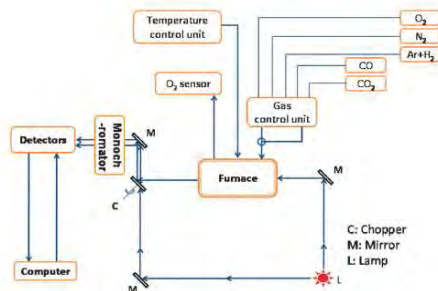 Temperature
control unit
O2
N2
Ar+H2
CO
CO2
O2 sensor
Gas
control unit
M
Monoch
-romator
Detectors
Furnace
M
C
C: Chopper
M: Mirror
L: Lamp
Computer
M
L